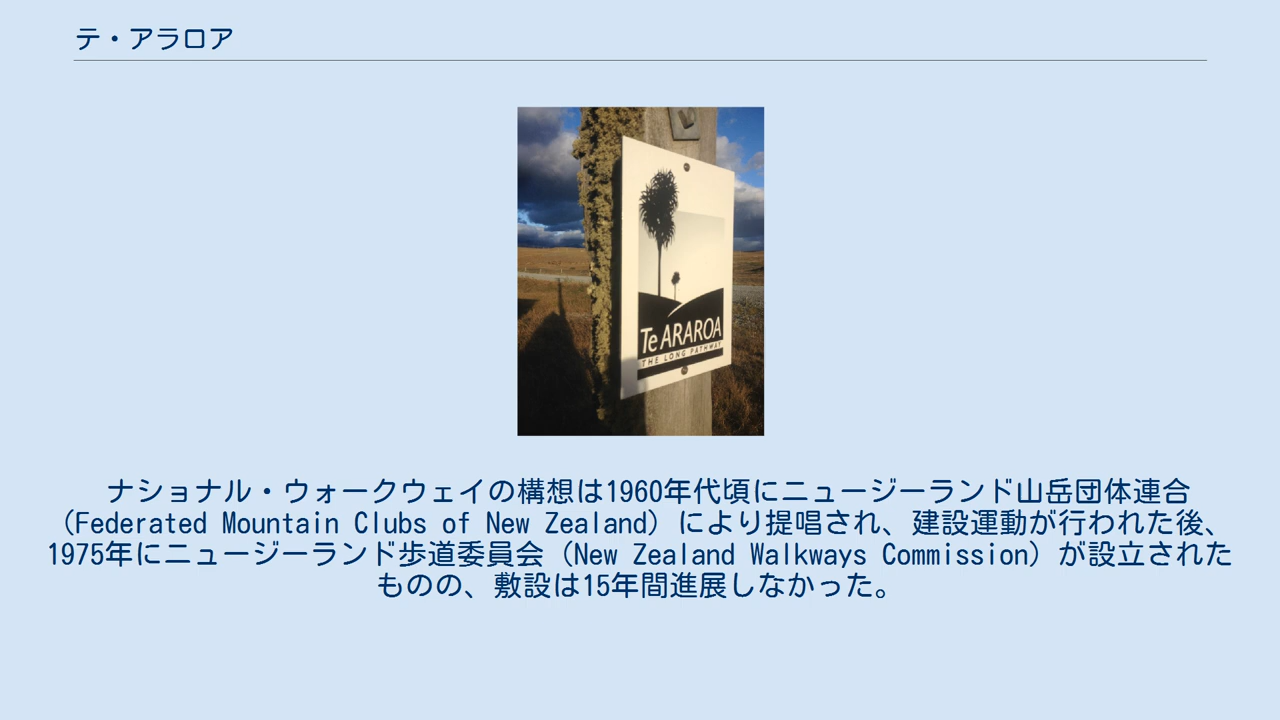 テ・アラロア
Te ARAROA
THE LONG PATHWAY
ナショナル・ウォークウェイの構想は1960年代頃にニュージーランド山岳団体連合
（Federated Mountain Clubs of New Zealand）により提唱され、建設運動が行われた後、
1975年にニュージーランド歩道委員会（New Zealand Walkways Commission）が設立された
ものの、敷設は15年間進展しなかった。